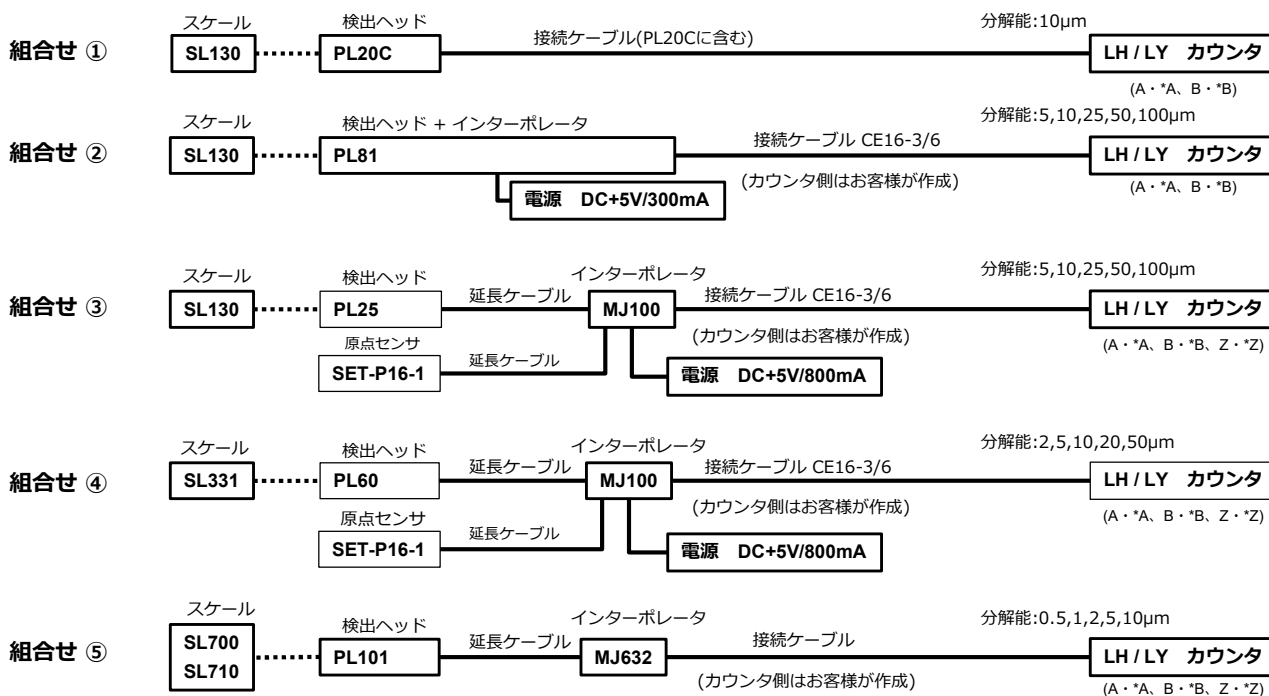 スケール 検出ヘッド 分解能:10μm
組合せ ① SL130 PL20C 接続ケーブル(PL20Cに含む) LH / LY カウンタ
(A・*A、B・*B)
スケール 検出ヘッド + インターポレータ 分解能:5,10,25,50,100μm
組合せ ② SL130 PL81 接続ケーブル CE16-3/6 LH / LY カウンタ
(カウンタ側はお客様が作成) (A・*A、B・*B)
電源 DC+5V/300mA
スケール 検出ヘッド インターポレータ 分解能:5,10,25,50,100μm
組合せ ③ SL130 PL25 延長ケーブル MJ100 接続ケーブル CE16-3/6 LH / LY カウンタ
原点センサ (カウンタ側はお客様が作成) (A・*A、B・*B、Z・*Z)
SET-P16-1 延長ケーブル 電源 DC+5V/800mA
スケール 検出ヘッド インターポレータ 分解能:2,5,10,20,50μm
組合せ ④ SL331 PL60 延長ケーブル MJ100 接続ケーブル CE16-3/6 LH / LY カウンタ
原点センサ (カウンタ側はお客様が作成) (A・*A、B・*B、Z・*Z)
SET-P16-1 延長ケーブル 電源 DC+5V/800mA
スケール 検出ヘッド インターポレータ 分解能:0.5,1,2,5,10μm
組合せ ⑤ SL700 SL710 PL101 延長ケーブル MJ632 接続ケーブル LH / LY カウンタ
(カウンタ側はお客様が作成) (A・*A、B・*B、Z・*Z)